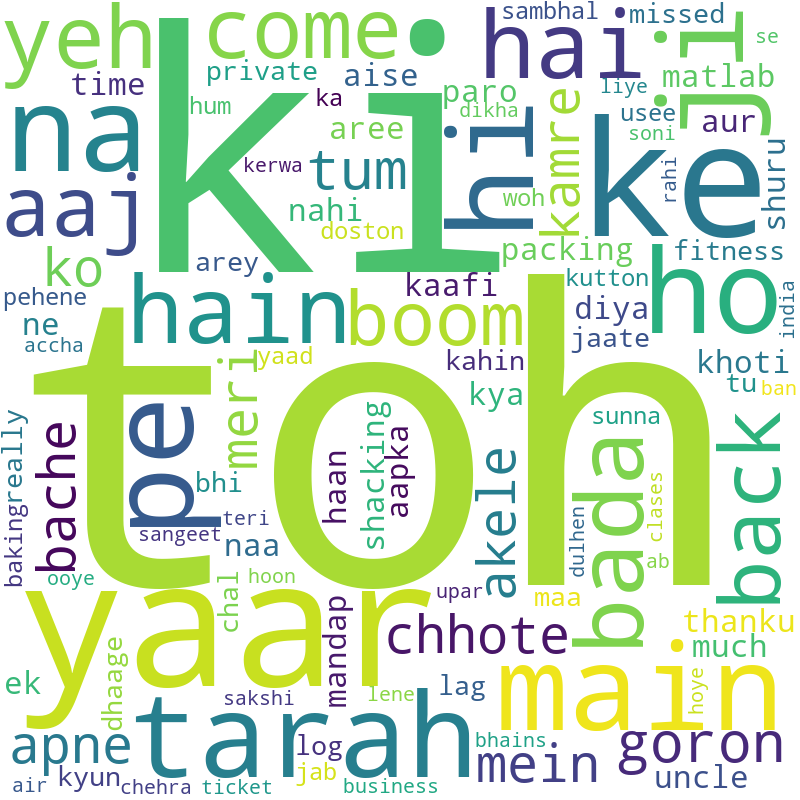 yeh
come
hai
sambhal
missed
se
time
private
aise
ji
matlab
hum
ka
paro
dikha
liye
usee
soni
aur
na
ki
aree
kerwa
tum
hi
kamre
ke
rahi
shuru
aaj
nahi
doston
woh
ko
arey
packing
fitness
pehene
hain
kaafi
kutton
diya
ho
india
ne
accha
boom
jaate
yaad
kahin
khoti
meri
kya
tu
ban
toh
pe
bache
bakingreally
bhi
haan
shacking
aapka
akele
sunna
bada
back
clases
teri
sangeet
naa
dulhen
ab
ooye
chal
hoon
upar
maa
yaar
mandap
chhote
thanku
much
main
hoye
ek
dhaage
sakshi
lene
lag
tarah
apne
log
bhains
mein
goron
air
kyun
chehra
ticket
jab
business
uncle